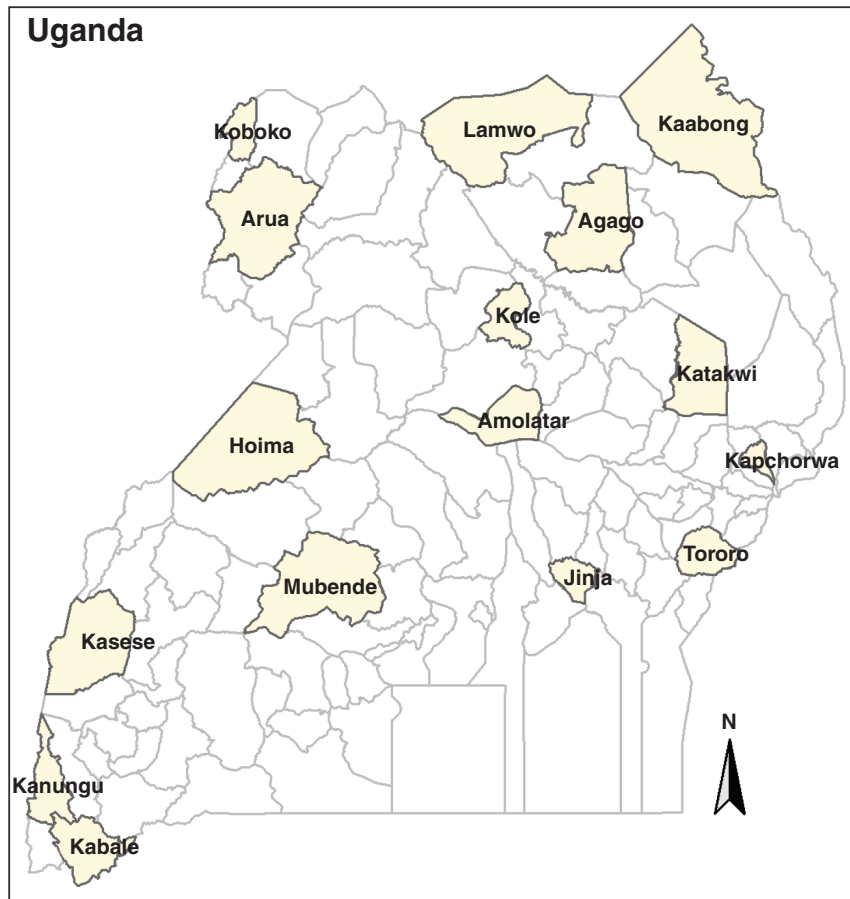 Uganda
Koboko
Lamwo
Kaabong
Arua
Agago
Kole
Katakwi
Amolatar
Hoima
Kapchorwa
Tororo
Jinja
Mubende
Kasese
N
Kanungu
Kabale